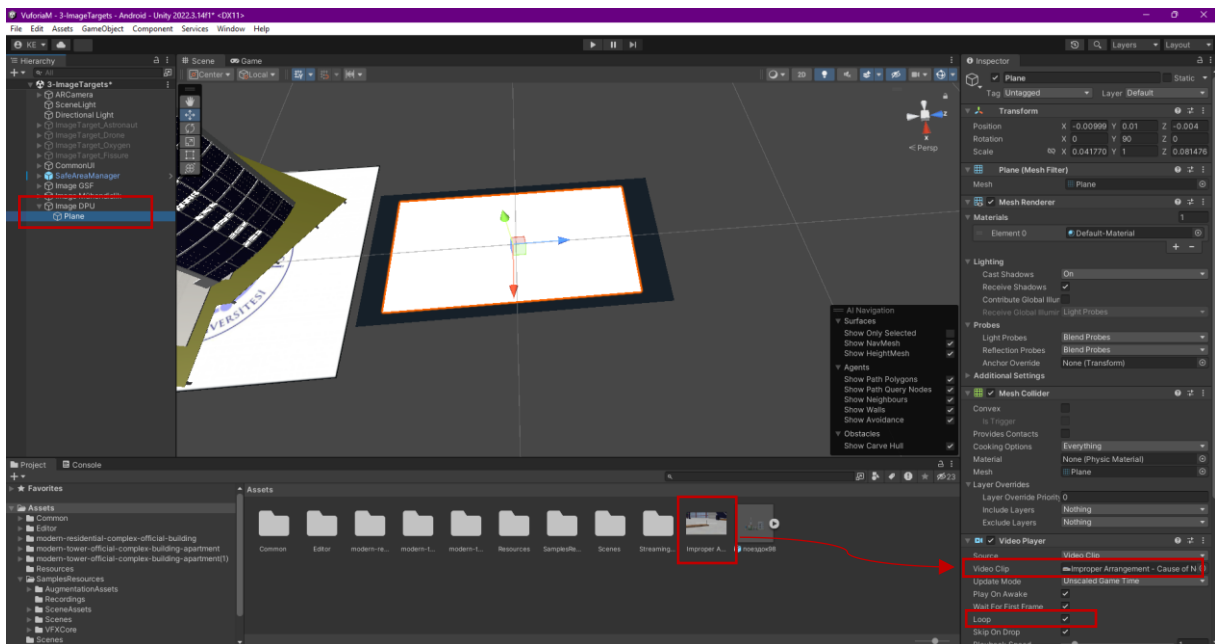 VuforiaM - 3-ImageTargets - Android - Unity 2022.3.14f1* <DX11>
File Edit Assets GameObject Component Services Window Help
KE
Layers Layout
Hierarchy
All
3-ImageTargets*
ARCamera
SceneLight
Directional Light
ImageTarget_Astronaut
ImageTarget_Drone
ImageTarget_Oxygen
ImageTarget_Fissure
CommonUI
SafeAreaManager
Image GSF
Image DPU
Plane
Scene Game
Center Local
2D
z
x
< Persp
VERSITESI
AI Navigation
Surfaces
Show Only Selected
Show NavMesh
Show HeightMesh
Agents
Show Path Polygons
Show Path Query Nodes
Show Neighbours
Show Walls
Show Avoidance
Obstacles
Show Carve Hull
Inspector
Plane Static
Tag Untagged Layer Default
Transform
Position X -0.00999 Y 0.01 Z -0.004
Rotation X 0 Y 90 Z 0
Scale X 0.041770 Y 1 Z 0.081476
Plane (Mesh Filter)
Mesh Plane
Mesh Renderer
Materials 1
Element 0 Default-Material
Lighting
Cast Shadows On
Receive Shadows
Contribute Global Illur
Receive Global Illumir Light Probes
Probes
Light Probes Blend Probes
Reflection Probes Blend Probes
Anchor Override None (Transform)
Additional Settings
Mesh Collider
Convex
Is Trigger
Provides Contacts
Cooking Options Everything
Material None (Physic Material)
Mesh Plane
Layer Overrides
Layer Override Priority 0
Include Layers Nothing
Exclude Layers Nothing
Video Player
Source Video Clip
Video Clip Improper Arrangement - Cause of N
Update Mode Unscaled Game Time
Play On Awake
Wait For First Frame
Loop
Skip On Drop
Project Console
23
Favorites
Assets
Common
Editor
modern-residential-complex-official-building
modern-tower-official-complex-building-apartment
modern-tower-official-complex-building-apartment(1)
Resources
SamplesResources
AugmentationAssets
Recordings
SceneAssets
Scenes
VFXCore
Scenes
Assets
Common Editor modern-re... modern-t... modern-t... Resources SamplesRe... Scenes Streaming... Improper A... поездок98